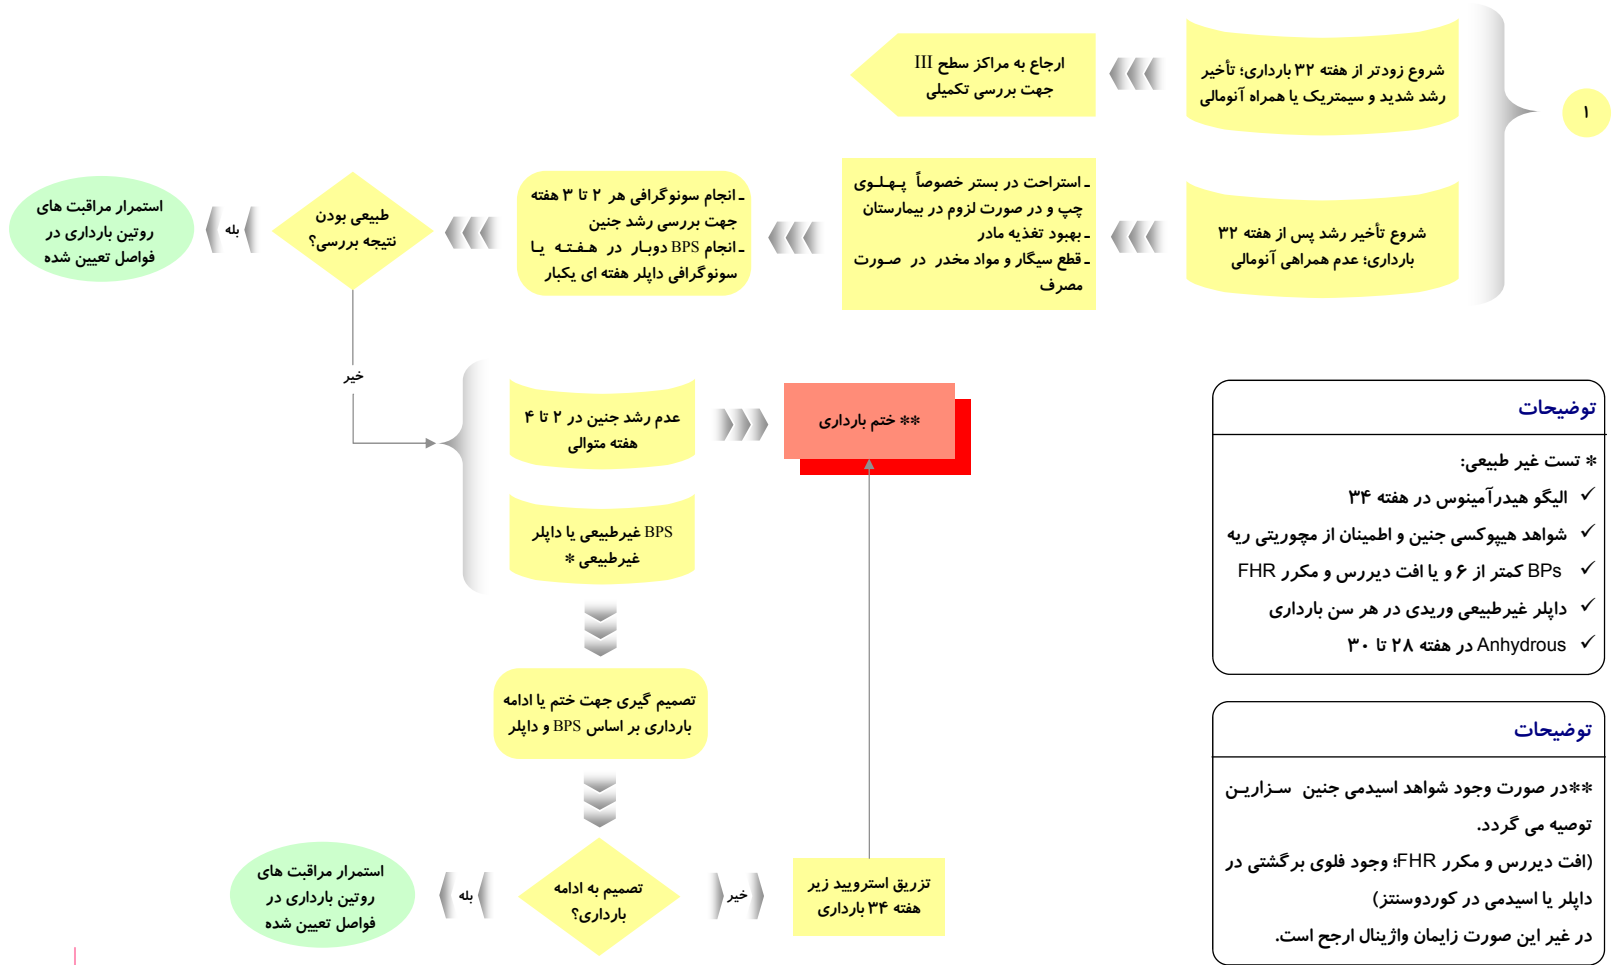 ۱
شروع زودتر از هفته ۳۲ بارداری؛ تأخیر
رشد شدید و سیمتریک یا همراه آنومالی
ارجاع به مراکز سطح III
جهت بررسی تکمیلی
شروع تأخیر رشد پس از هفته ۳۲
بارداری؛ عدم همراهی آنومالی
ـ استراحت در بستر خصوصاً پهلوی
چپ و در صورت لزوم در بیمارستان
ـ بهبود تغذیه مادر
ـ قطع سیگار و مواد مخدر در صورت
مصرف
ـ انجام سونوگرافی هر ۲ تا ۳ هفته
جهت بررسی رشد جنین
ـ انجام BPS دوبار در هفته یا
سونوگرافی داپلر هفته ای یکبار
طبیعی بودن
نتیجه بررسی؟
بله
استمرار مراقبت های
روتین بارداری در
فواصل تعیین شده
خیر
عدم رشد جنین در ۲ تا ۴
هفته متوالی
** ختم بارداری
BPS غیرطبیعی یا داپلر
غیرطبیعی *
تصمیم گیری جهت ختم یا ادامه
بارداری بر اساس BPS و داپلر
تصمیم به ادامه
بارداری؟
بله
استمرار مراقبت های
روتین بارداری در
فواصل تعیین شده
خیر
تزریق استرویید زیر
هفته ۳۴ بارداری
توضیحات
* تست غیر طبیعی:
✓ الیگو هیدرآمینوس در هفته ۳۴
✓ شواهد هیپوکسی جنین و اطمینان از مچوریتی ریه
✓ BPs کمتر از ۶ و یا افت دیررس و مکرر FHR
✓ داپلر غیرطبیعی وریدی در هر سن بارداری
✓ Anhydrous در هفته ۲۸ تا ۳۰
توضیحات
**در صورت وجود شواهد اسیدمی جنین سزارین
توصیه می گردد.
(افت دیررس و مکرر FHR؛ وجود فلوی برگشتی در
داپلر یا اسیدمی در کوردوسنتز)
در غیر این صورت زایمان واژینال ارجح است.